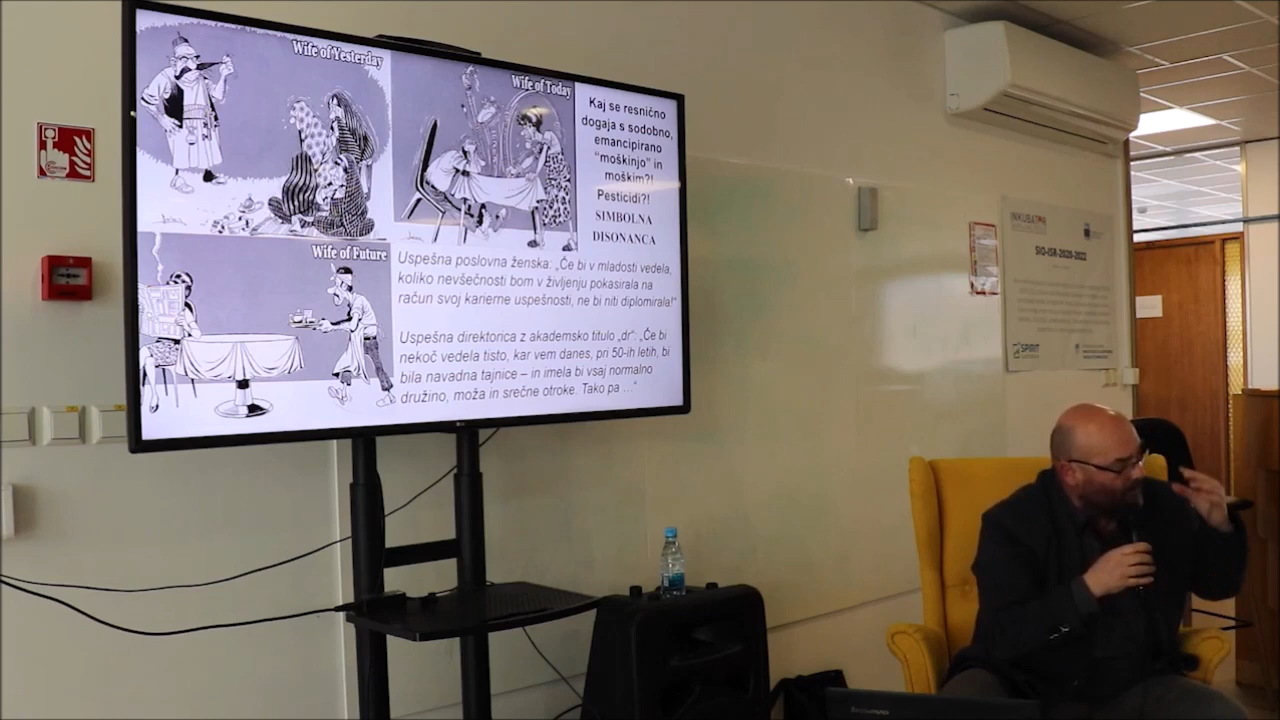 Wife of Yesterday
Wife of Today
Kaj se resnično
dogaja s sodobno,
emancipirano
“moškinjo” in
moškim?!
Pesticidi?!
SIMBOLNA
DISONANCA
Wife of Future
Uspešna poslovna ženska: „Če bi v mladosti vedela,
koliko nevšečnosti bom v življenju pokasirala na
račun svoj karierne uspešnosti, ne bi niti diplomirala!“
Uspešna direktorica z akademsko titulo „dr“: „Če bi
nekoč vedela tisto, kar vem danes, pri 50-ih letih, bi
bila navadna tajnice – in imela bi vsaj normalno
družino, moža in srečne otroke. Tako pa ...“
INKUBATOR
SIO-ISR-2020-2022
SPIRIT
Lenovo
LG